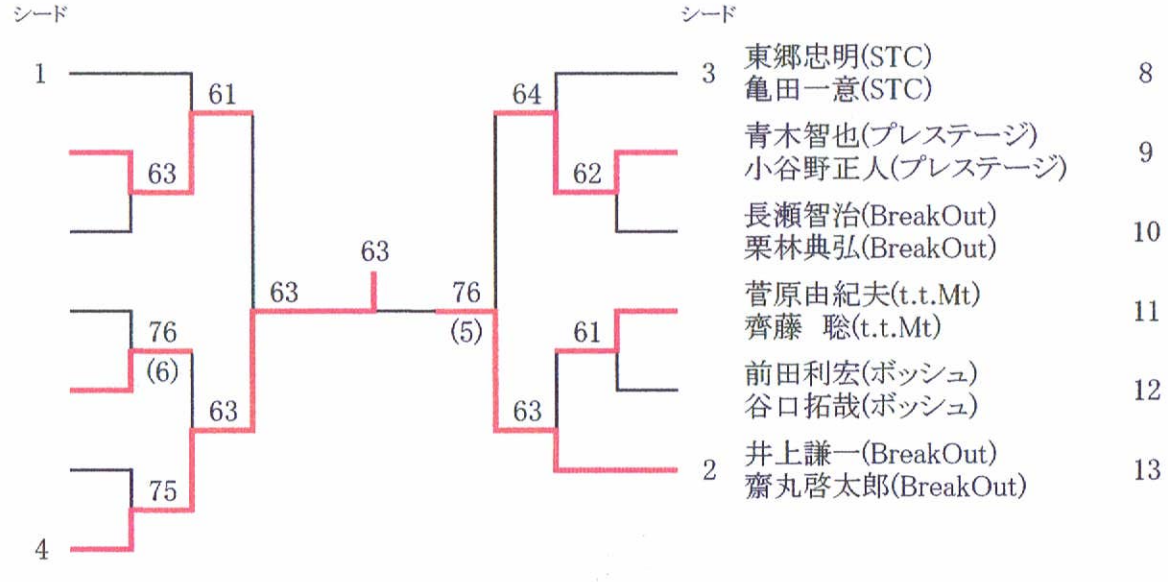 シード
シード
1
61
64
3
東郷忠明(STC)
亀田一意(STC)
8
63
62
青木智也(プレステージ)
小谷野正人(プレステージ)
9
長瀬智治(BreakOut)
栗林典弘(BreakOut)
10
63
63
76
(5)
菅原由紀夫(t.t.Mt)
齊藤 聡(t.t.Mt)
11
76
(6)
61
前田利宏(ボッシュ)
谷口拓哉(ボッシュ)
12
63
63
2
井上謙一(BreakOut)
齋丸啓太郎(BreakOut)
13
75
4